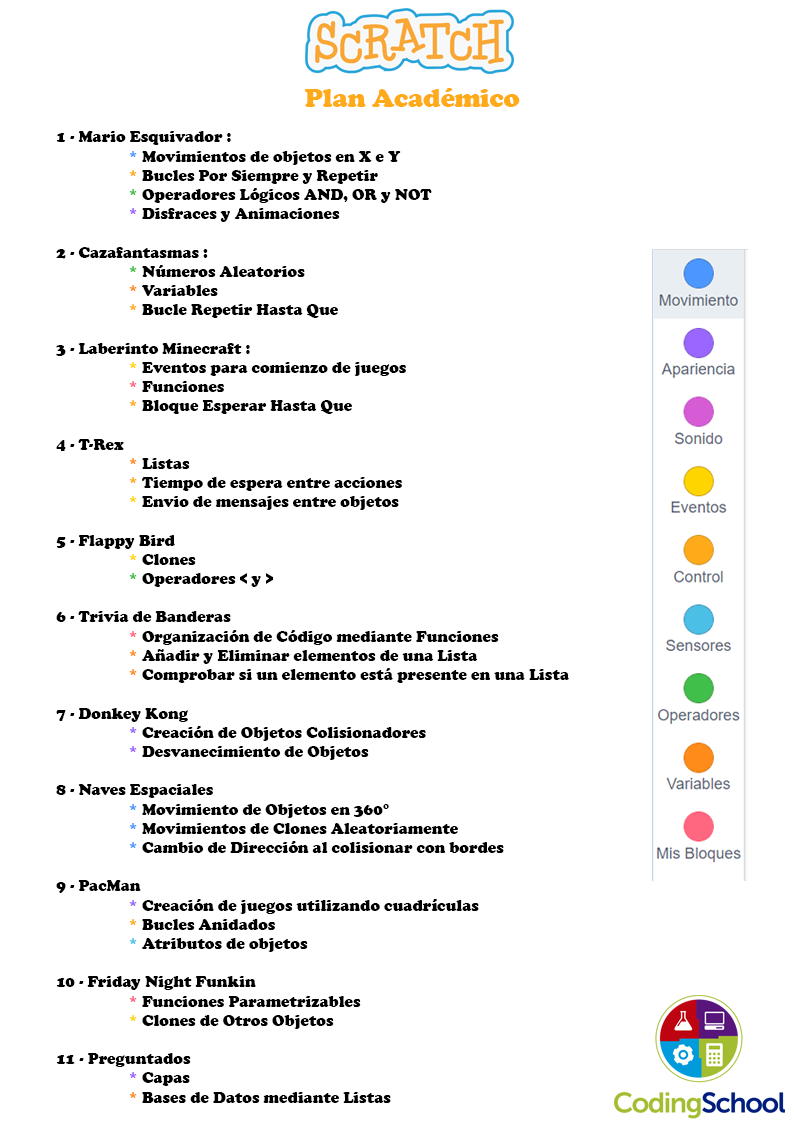 SCRATCH
Plan Académico
1 - Mario Esquivador :
* Movimientos de objetos en X e Y
* Bucles Por Siempre y Repetir
* Operadores Lógicos AND, OR y NOT
* Disfraces y Animaciones
2 - Cazafantasmas :
* Números Aleatorios
* Variables
* Bucle Repetir Hasta Que
3 - Laberinto Minecraft :
* Eventos para comienzo de juegos
* Funciones
* Bloque Esperar Hasta Que
4 - T-Rex
* Listas
* Tiempo de espera entre acciones
* Envio de mensajes entre objetos
5 - Flappy Bird
* Clones
* Operadores < y >
6 - Trivia de Banderas
* Organización de Código mediante Funciones
* Añadir y Eliminar elementos de una Lista
* Comprobar si un elemento está presente en una Lista
7 - Donkey Kong
* Creación de Objetos Colisionadores
* Desvanecimiento de Objetos
8 - Naves Espaciales
* Movimiento de Objetos en 360°
* Movimientos de Clones Aleatoriamente
* Cambio de Dirección al colisionar con bordes
9 - PacMan
* Creación de juegos utilizando cuadrículas
* Bucles Anidados
* Atributos de objetos
10 - Friday Night Funkin
* Funciones Parametrizables
* Clones de Otros Objetos
11 - Preguntados
* Capas
* Bases de Datos mediante Listas
Movimiento
Apariencia
Sonido
Eventos
Control
Sensores
Operadores
Variables
Mis Bloques
CodingSchool